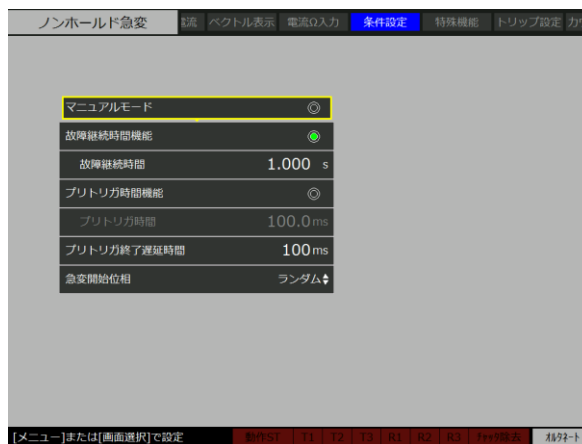 ノンホールド急変 電流 ベクトル表示 電流Ω入力 条件設定 特殊機能 トリップ設定
マニュアルモード
故障継続時間機能
故障継続時間 1.000 s
プリトリガ時間機能
プリトリガ時間 100.0 ms
プリトリガ終了遅延時間 100 ms
急変開始位相 ランダム
[メニュー]または[画面選択]で設定 動作ST T1 T2 T3 R1 R2 R3 オルタネート